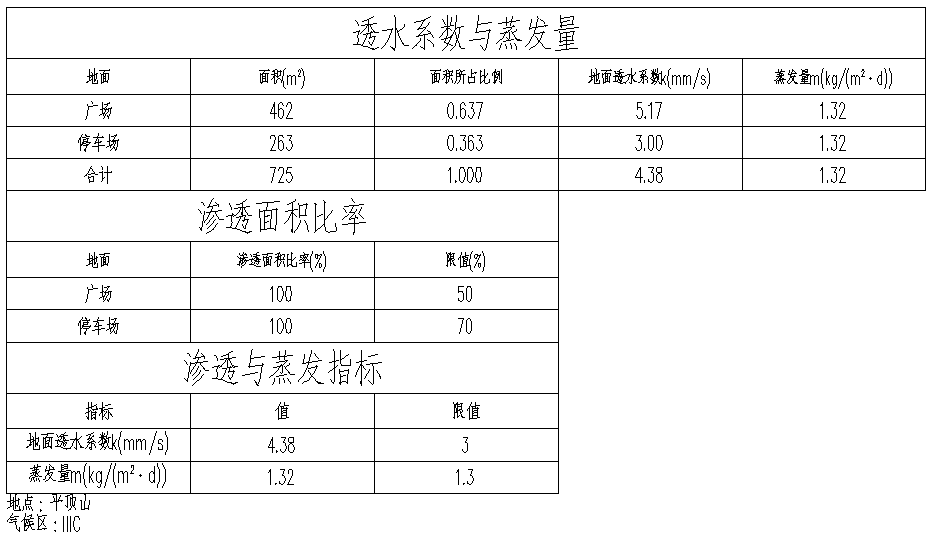 透水系数与蒸发量
地面 面积(m²) 面积所占比例 地面透水系数k(mm/s) 蒸发量m(kg/(m²·d))
广场 462 0.637 5.17 1.32
停车场 263 0.363 3.00 1.32
合计 725 1.000 4.38 1.32
渗透面积比率
地面 渗透面积比率(%) 限值(%)
广场 100 50
停车场 100 70
渗透与蒸发指标
指标 值 限值
地面透水系数k(mm/s) 4.38 3
蒸发量m(kg/(m²·d)) 1.32 1.3
地点：平顶山
气候区：IIIC